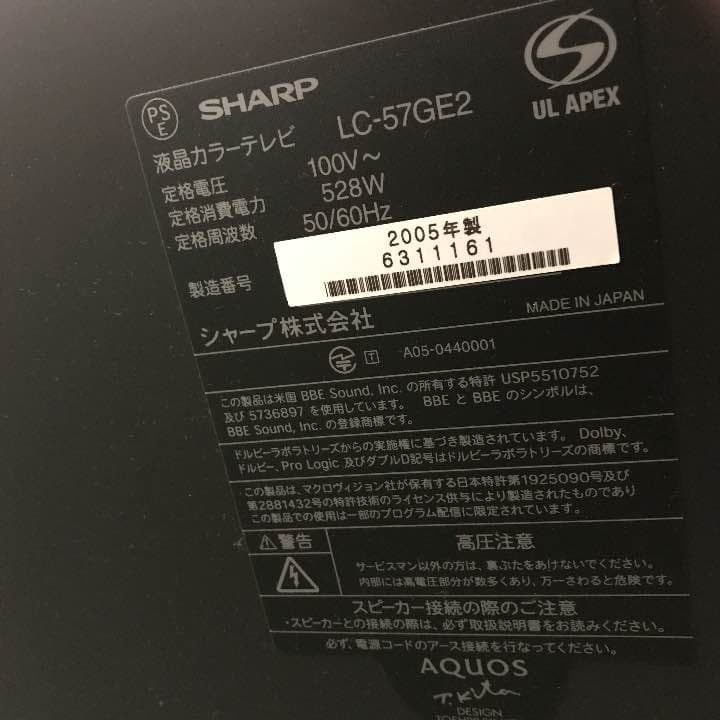 PS
E
SHARP
UL APEX
液晶カラーテレビ LC-57GE2
定格電圧 100V～
定格消費電力 528W
定格周波数 50/60Hz
2005年製
製造番号 6311161
シャープ株式会社 MADE IN JAPAN
T A05-0440001
この製品は米国 BBE Sound, Inc. の所有する特許 USP5510752
及び 5736897 を使用しています。 BBE と BBE のシンボルは、
BBE Sound, Inc. の登録商標です。
ドルビーラボラトリーズからの実施権に基づき製造されています。 Dolby、
ドルビー、Pro Logic 及びダブルD記号はドルビーラボラトリーズの商標です。
この製品は、マクロヴィジョン社が保有する日本特許第1925090号及び
第2881432号の特許技術のライセンス供与により製造されたものであり
この製品での使用は一部のプログラム配信に限定されています。
警告 高圧注意
サービスマン以外の方は、裏ぶたをあけないでください。
内部には高電圧部分が数多くあり、万一さわると危険です。
スピーカー接続の際のご注意
・スピーカーとの接続の際は、必ず取扱説明書をお読みください。
必ず、電源コードのアース接続を行なってください。
AQUOS
T.Kita
DESIGN